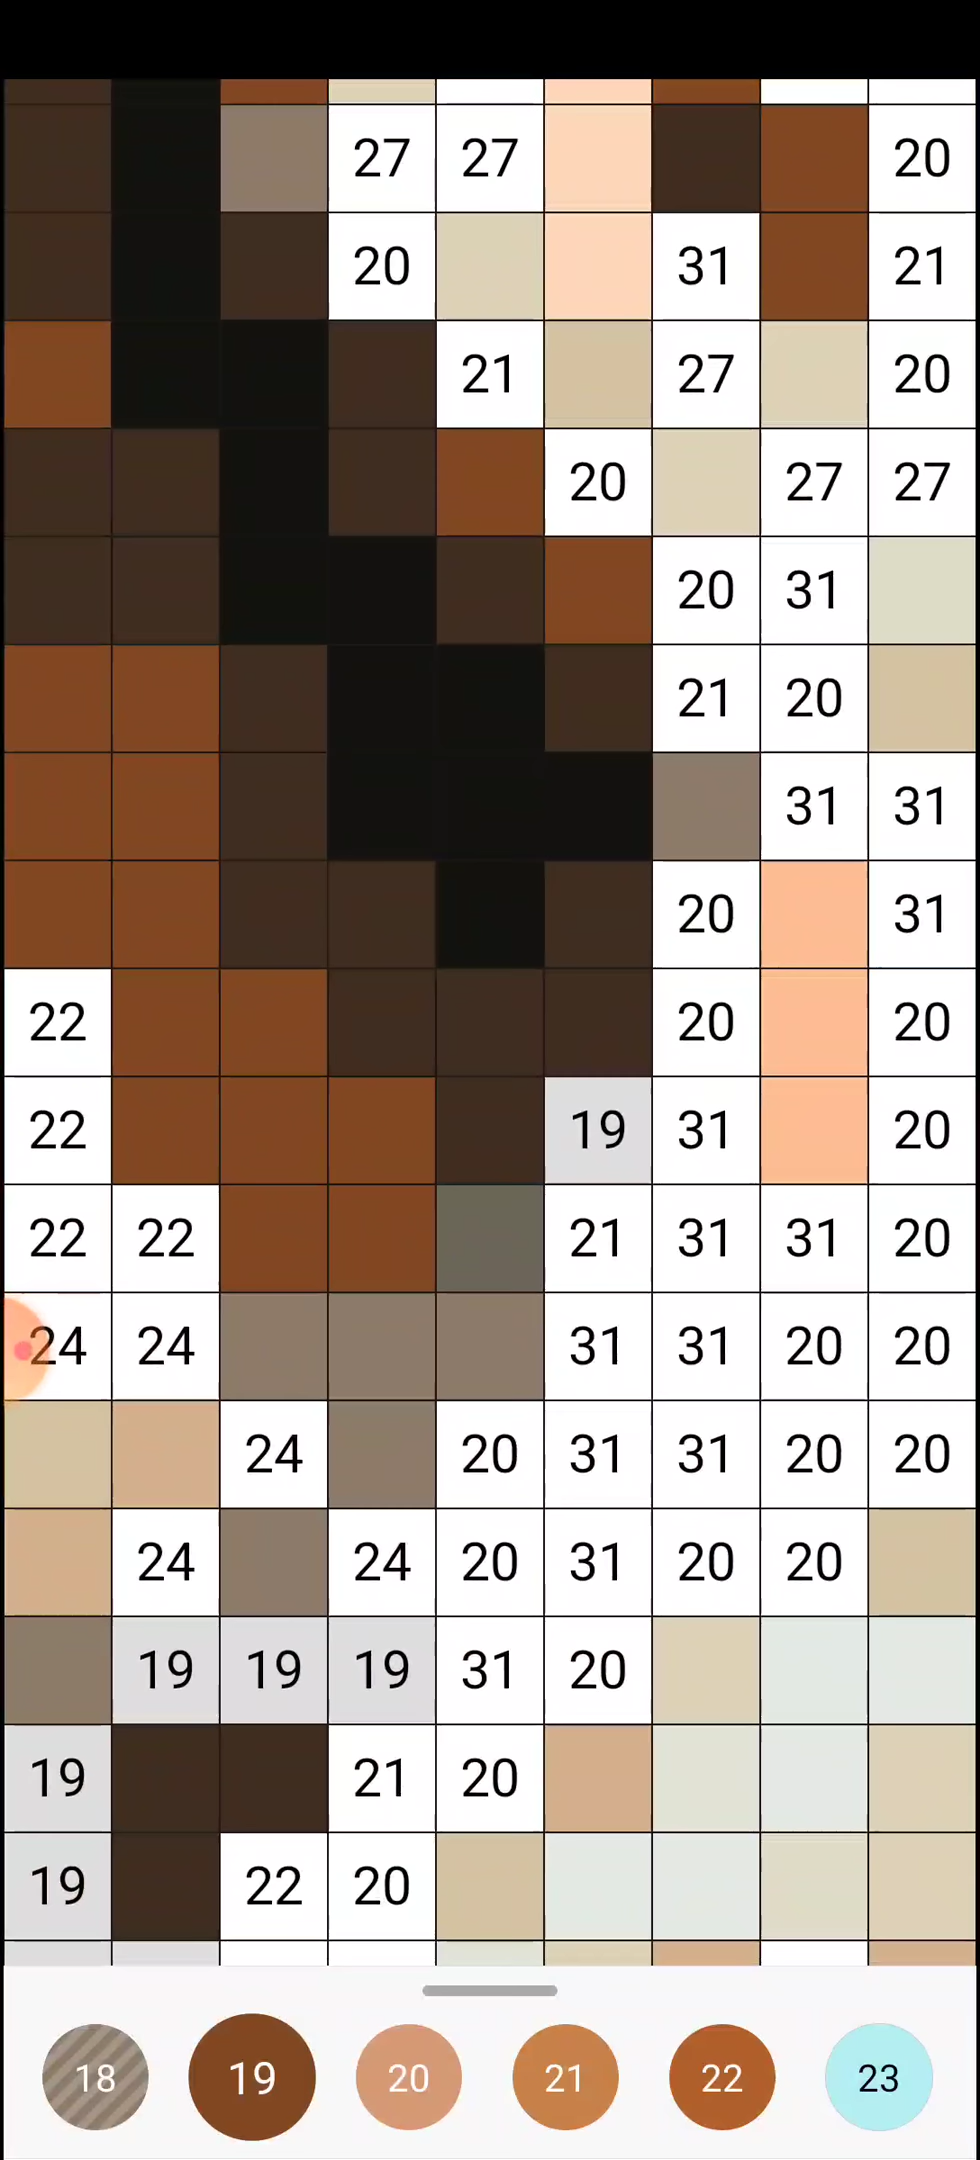 27 27 20
20 31 21
21 27 20
20 27 27
20 31
21 20
31 31
20 31
22 20 20
22 19 31 20
22 22 21 31 31 20
24 24 31 31 20 20
24 20 31 31 20 20
24 24 20 31 20 20
19 19 19 31 20
19 21 20
19 22 20
18 19 20 21 22 23